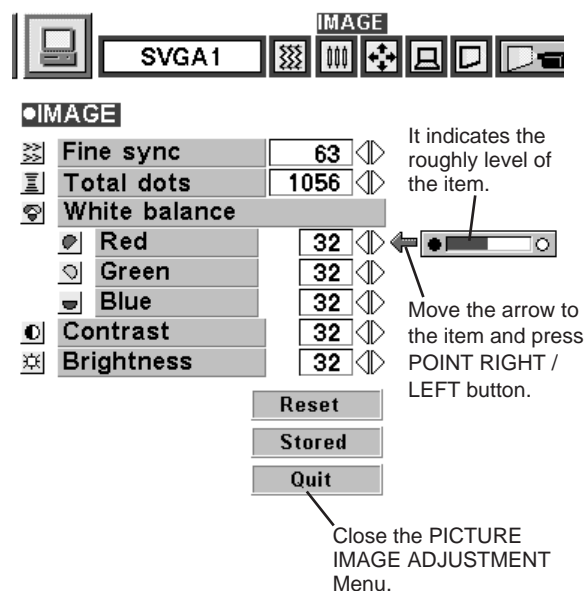 IMAGE
SVGA1
●IMAGE
Fine sync 63
Total dots 1056
White balance
Red 32
Green 32
Blue 32
Contrast 32
Brightness 32
It indicates the
roughly level of
the item.
Move the arrow to
the item and press
POINT RIGHT /
LEFT button.
Reset
Stored
Quit
Close the PICTURE
IMAGE ADJUSTMENT
Menu.